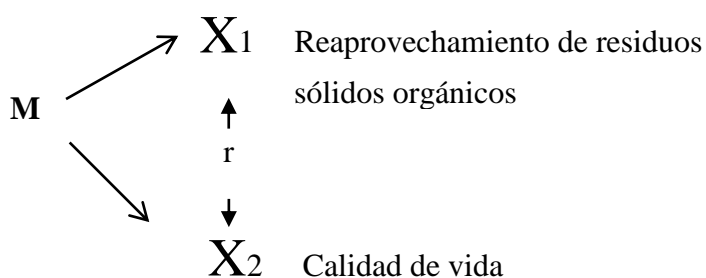 X1 Reaprovechamiento de residuos
sólidos orgánicos
M
r
X2 Calidad de vida